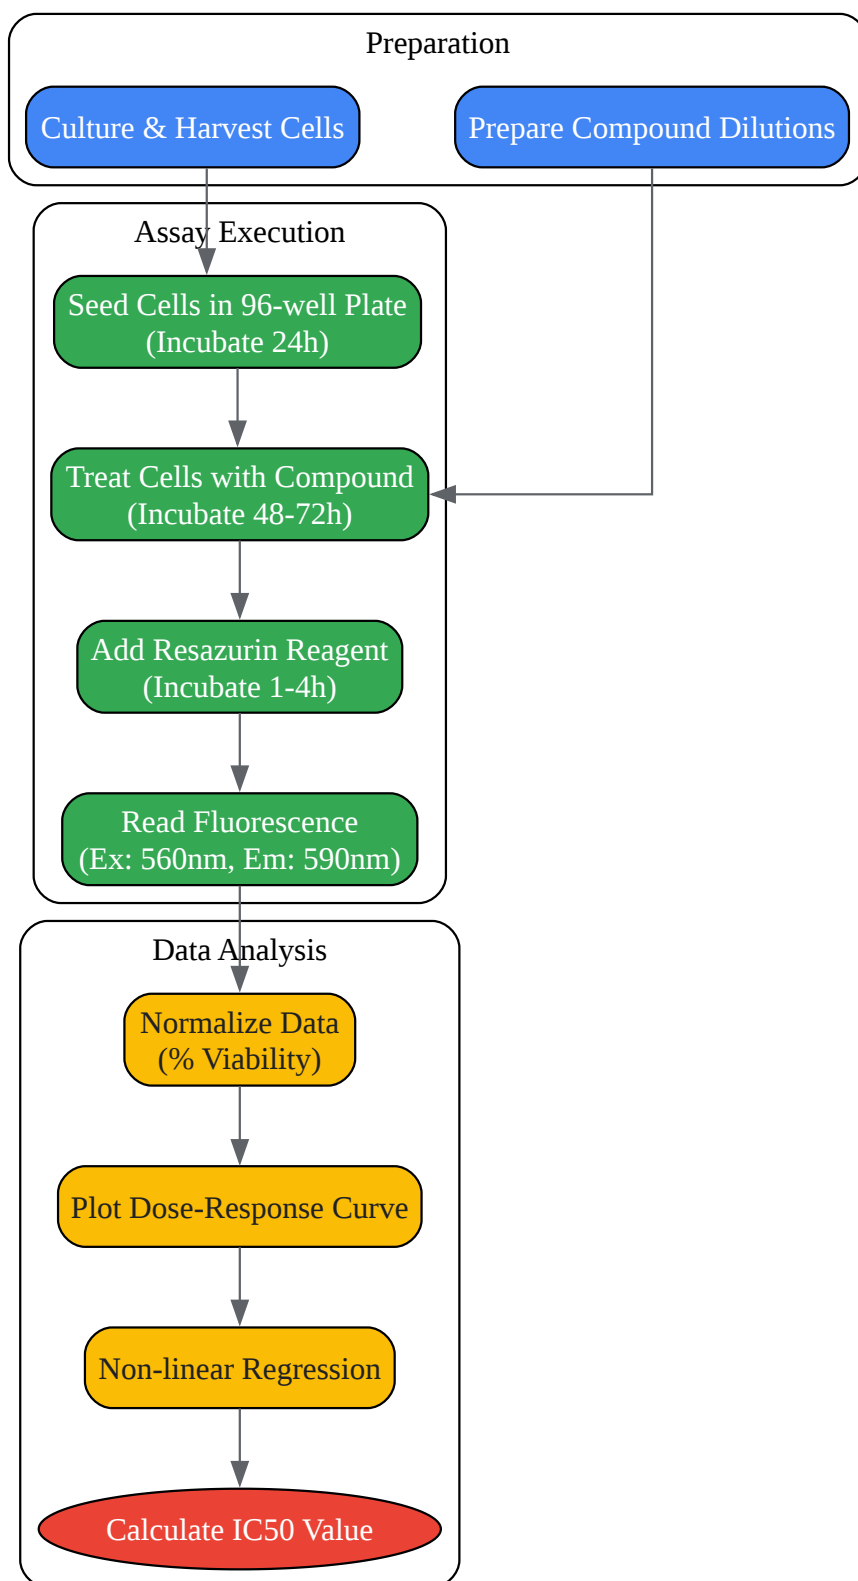 Preparation
Culture & Harvest Cells
Prepare Compound Dilutions
Assay Execution
Seed Cells in 96-well Plate
(Incubate 24h)
Treat Cells with Compound
(Incubate 48-72h)
Add Resazurin Reagent
(Incubate 1-4h)
Read Fluorescence
(Ex: 560nm, Em: 590nm)
Data Analysis
Normalize Data
(% Viability)
Plot Dose-Response Curve
Non-linear Regression
Calculate IC50 Value